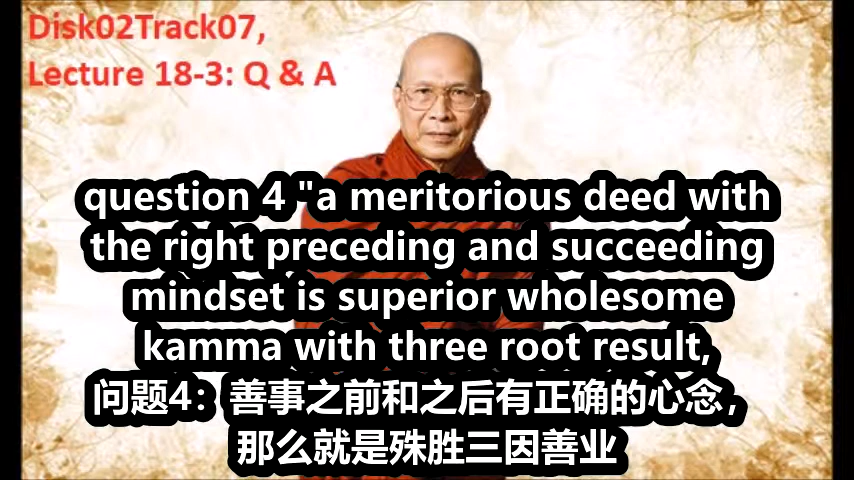 Disk02Track07,
Lecture 18-3: Q & A
question 4 "a meritorious deed with
the right preceding and succeeding
mindset is superior wholesome
kamma with three root result,
问题4：善事之前和之后有正确的心念，
那么就是殊胜三因善业